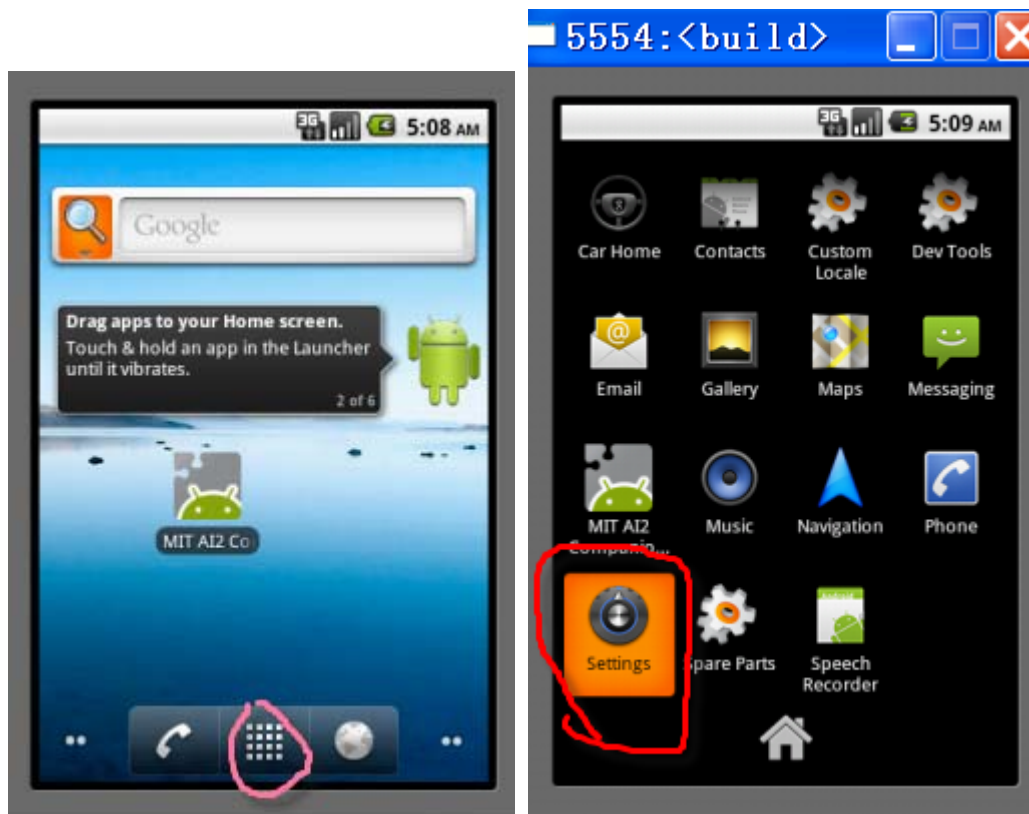 5:08 AM
Google
Drag apps to your Home screen.
Touch & hold an app in the Launcher
until it vibrates.
2 of 6
MIT AI2 Co
5554:<build>
5:09 AM
Car Home
Contacts
Custom
Locale
Dev Tools
Email
Gallery
Maps
Messaging
MIT AI2
Companio...
Music
Navigation
Phone
Settings
Spare Parts
Speech
Recorder